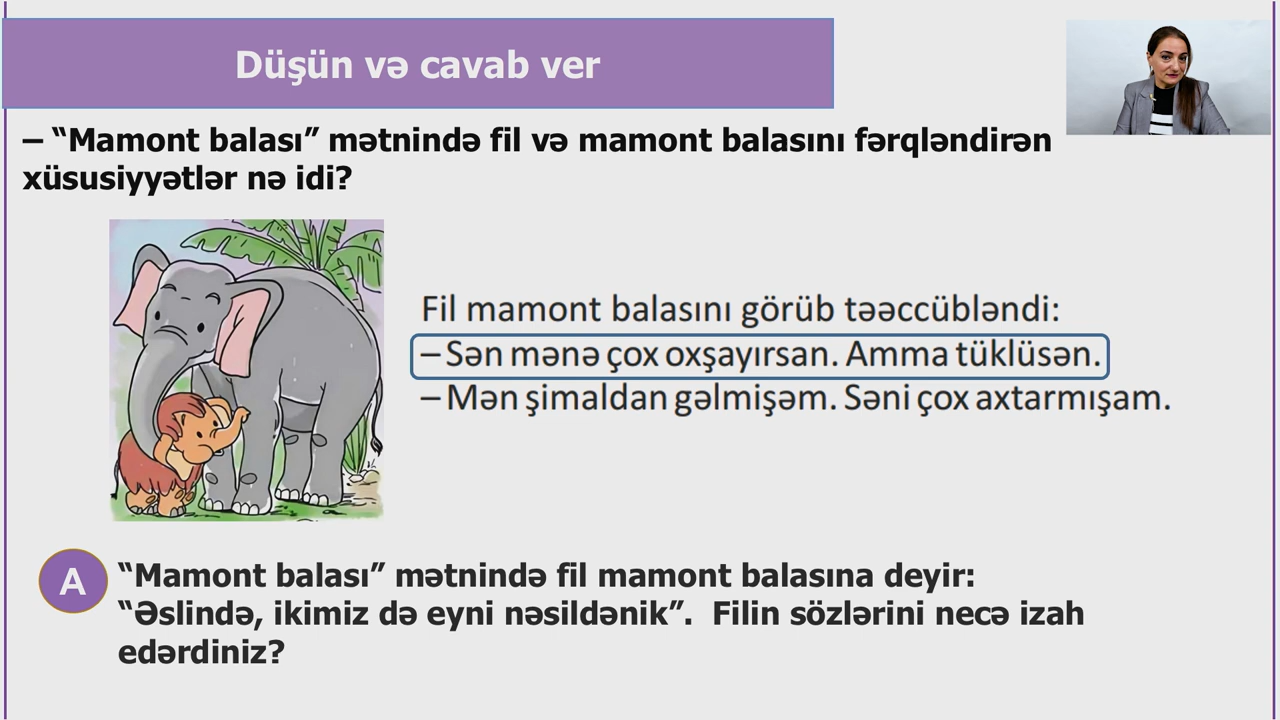 Düşün və cavab ver
– “Mamont balası” mətnində fil və mamont balasını fərqləndirən
xüsusiyyətlər nə idi?
Fil mamont balasını görüb təəccübləndi:
– Sən mənə çox oxşayırsan. Amma tüklüsən.
– Mən şimaldan gəlmişəm. Səni çox axtarmışam.
A
“Mamont balası” mətnində fil mamont balasına deyir:
“Əslində, ikimiz də eyni nəsildənik”. Filin sözlərini necə izah
edərdiniz?